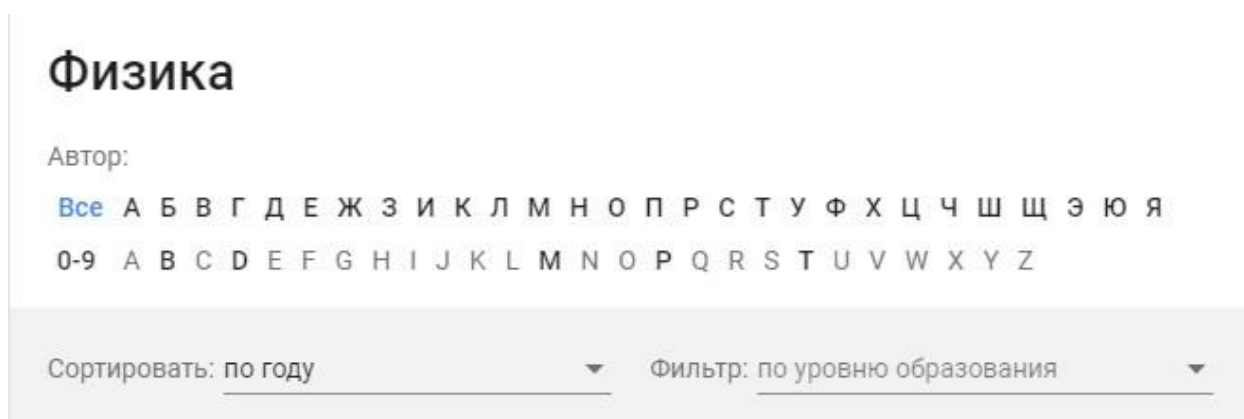 Физика
Автор:
Все А Б В Г Д Е Ж З И К Л М Н О П Р С Т У Ф Х Ц Ч Ш Щ Э Ю Я
0-9 A B C D E F G H I J K L M N O P Q R S T U V W X Y Z
Сортировать: по году Фильтр: по уровню образования